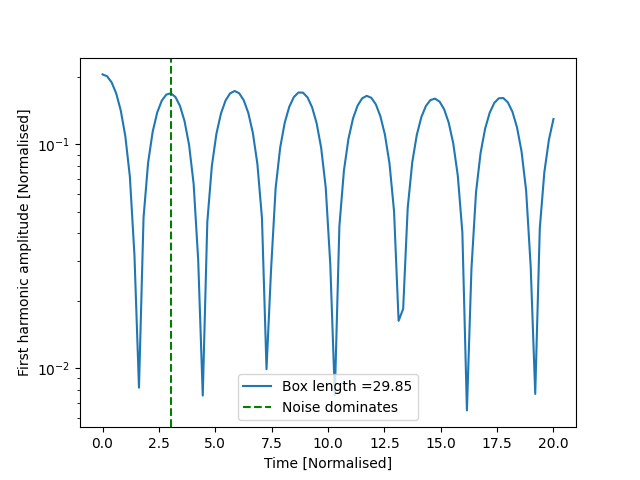 First harmonic amplitude [Normalised]
10⁻¹
10⁻²
Box length =29.85
Noise dominates
0.0 2.5 5.0 7.5 10.0 12.5 15.0 17.5 20.0
Time [Normalised]